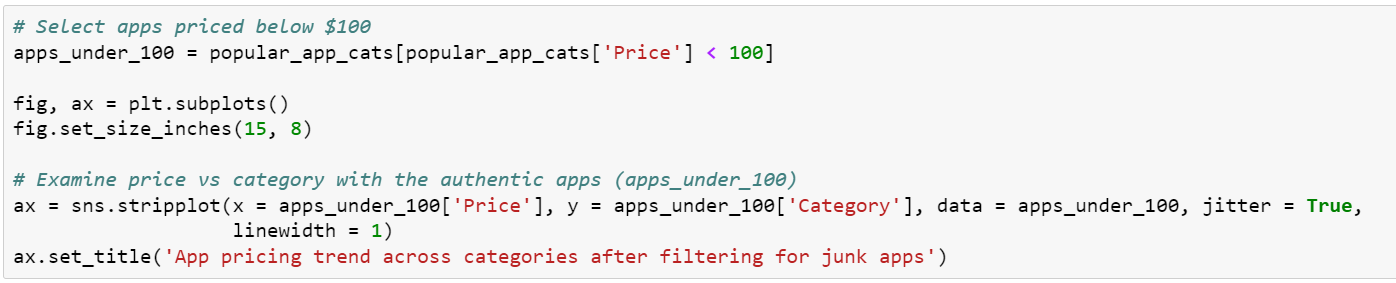 # Select apps priced below $100
apps_under_100 = popular_app_cats[popular_app_cats['Price'] < 100]
fig, ax = plt.subplots()
fig.set_size_inches(15, 8)
# Examine price vs category with the authentic apps (apps_under_100)
ax = sns.stripplot(x = apps_under_100['Price'], y = apps_under_100['Category'], data = apps_under_100, jitter = True,
linewidth = 1)
ax.set_title('App pricing trend across categories after filtering for junk apps')